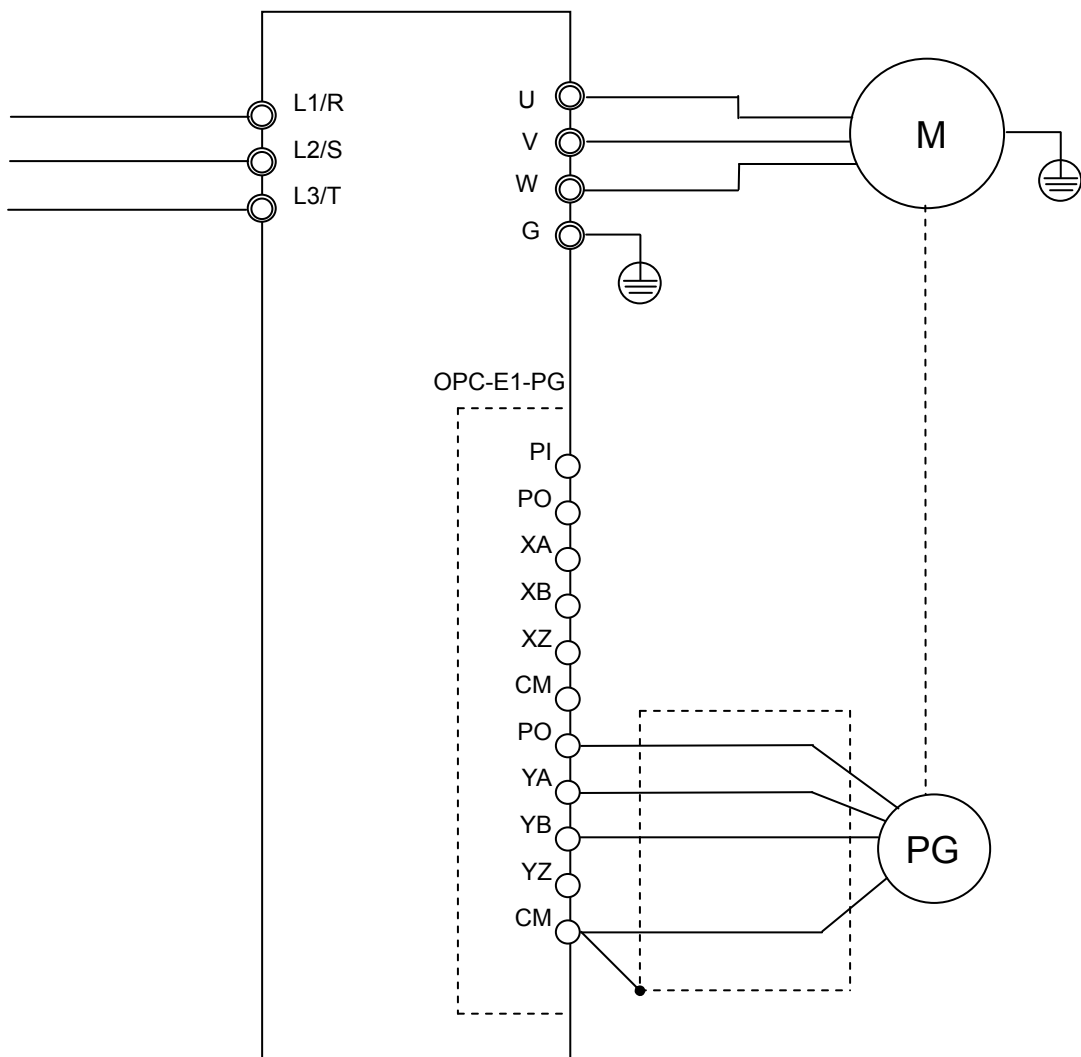 L1/R
L2/S
L3/T
U
V
W
G
M
OPC-E1-PG
PI
PO
XA
XB
XZ
CM
PO
YA
YB
YZ
CM
PG